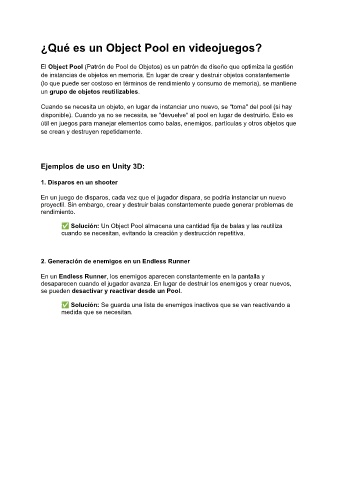 ¿Qué es un Object Pool en videojuegos?
El Object Pool (Patrón de Pool de Objetos) es un patrón de diseño que optimiza la gestión
de instancias de objetos en memoria. En lugar de crear y destruir objetos constantemente
(lo que puede ser costoso en términos de rendimiento y consumo de memoria), se mantiene
un grupo de objetos reutilizables.
Cuando se necesita un objeto, en lugar de instanciar uno nuevo, se "toma" del pool (si hay
disponible). Cuando ya no se necesita, se "devuelve" al pool en lugar de destruirlo. Esto es
útil en juegos para manejar elementos como balas, enemigos, partículas y otros objetos que
se crean y destruyen repetidamente.
Ejemplos de uso en Unity 3D:
1. Disparos en un shooter
En un juego de disparos, cada vez que el jugador dispara, se podría instanciar un nuevo
proyectil. Sin embargo, crear y destruir balas constantemente puede generar problemas de
rendimiento.
✅ Solución: Un Object Pool almacena una cantidad fija de balas y las reutiliza
cuando se necesitan, evitando la creación y destrucción repetitiva.
2. Generación de enemigos en un Endless Runner
En un Endless Runner, los enemigos aparecen constantemente en la pantalla y
desaparecen cuando el jugador avanza. En lugar de destruir los enemigos y crear nuevos,
se pueden desactivar y reactivar desde un Pool.
✅ Solución: Se guarda una lista de enemigos inactivos que se van reactivando a
medida que se necesitan.